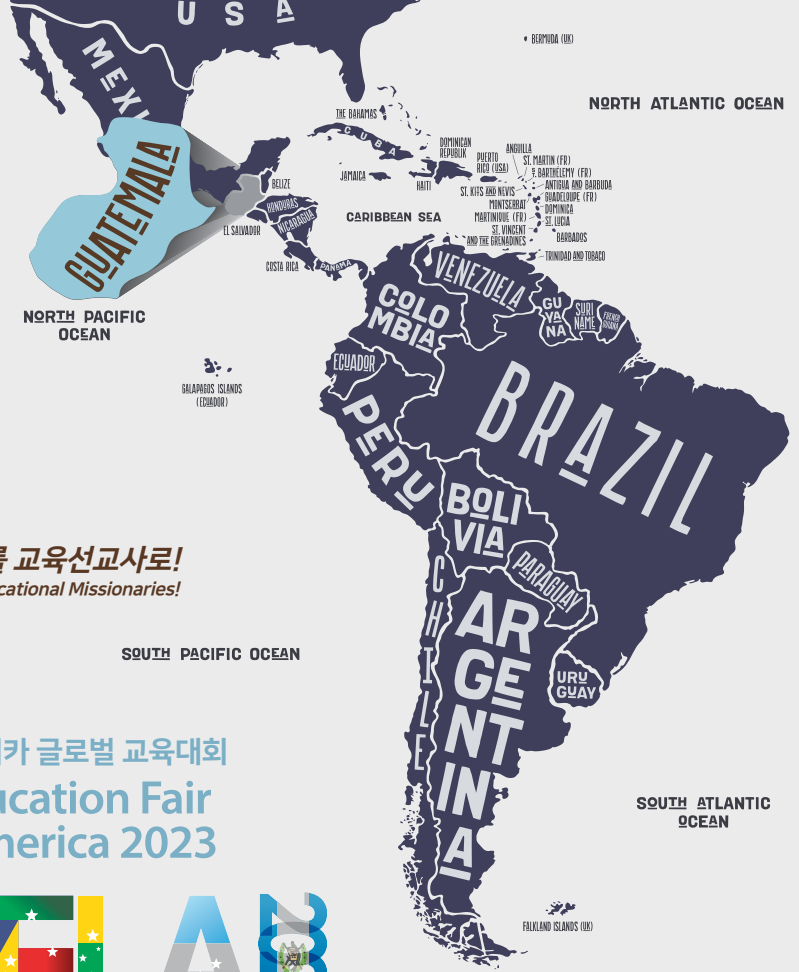 USA
MEXI
BERMUDA (UK)
NORTH ATLANTIC OCEAN
THE BAHAMAS
CUBA
DOMINICAN
REPUBLIK
PUERTO
RICO (USA)
ANGUILLA
ST. MARTIN (FR)
ST. BARTHÉLEMY (FR)
ANTIGUA AND BARBUDA
GUADELOUPE (FR)
DOMINICA
ST. LUCIA
BARBADOS
TRINIDAD AND TOBACO
JAMAICA
HAITI
ST. KITS AND NEVIS
MONTSERRAT
MARTINIQUE (FR)
ST. VINCENT
AND THE GRENADINES
GUATEMALA
BELIZE
HONDURAS
NICARAGUA
EL SALVADOR
COSTA RICA
PANAMA
CARIBBEAN SEA
NORTH PACIFIC
OCEAN
VENEZUELA
COLO
MBIA
GU
YA
NA
SURI
NAME
FRENCH
GUIANA
ECUADOR
GALAPAGOS ISLANDS
(ECUADOR)
BRAZIL
PERU
BOLI
VIA
PARAGUAY
CHILE
AR
GE
NT
IN
A
URU
GUAY
를 교육선교사로!
cational Missionaries!
SOUTH PACIFIC OCEAN
카 글로벌 교육대회
ucation Fair
merica 2023
SOUTH ATLANTIC
OCEAN
FALKLAND ISLANDS (UK)